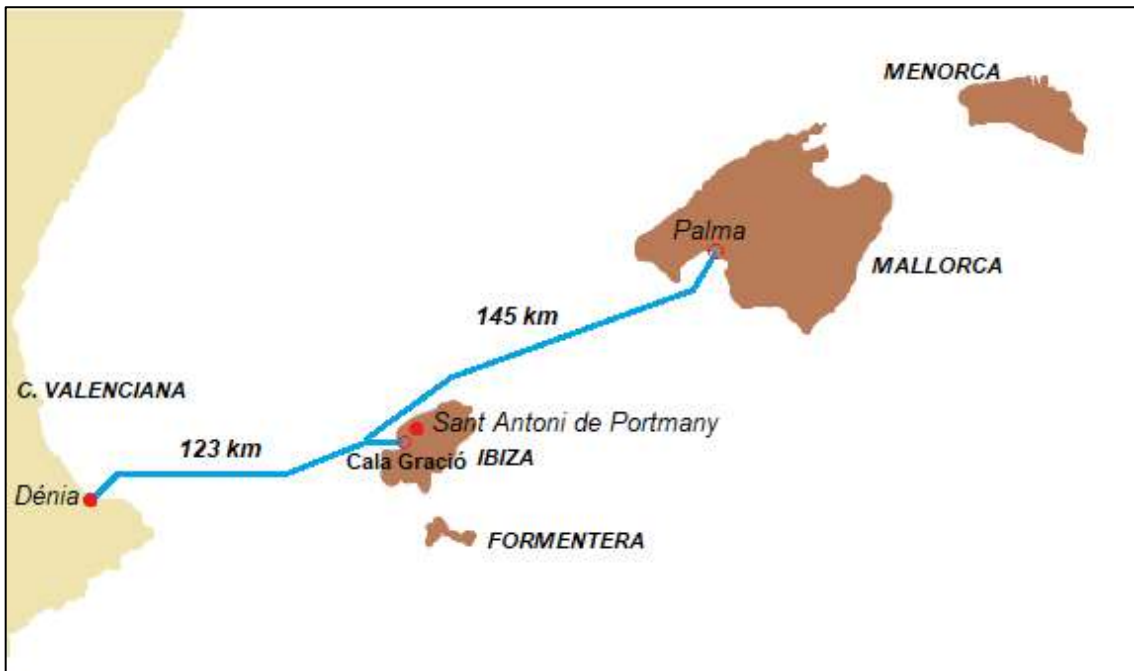 MENORCA
Palma
MALLORCA
145 km
C. VALENCIANA
Sant Antoni de Portmany
123 km
Cala Gració IBIZA
Dénia
FORMENTERA